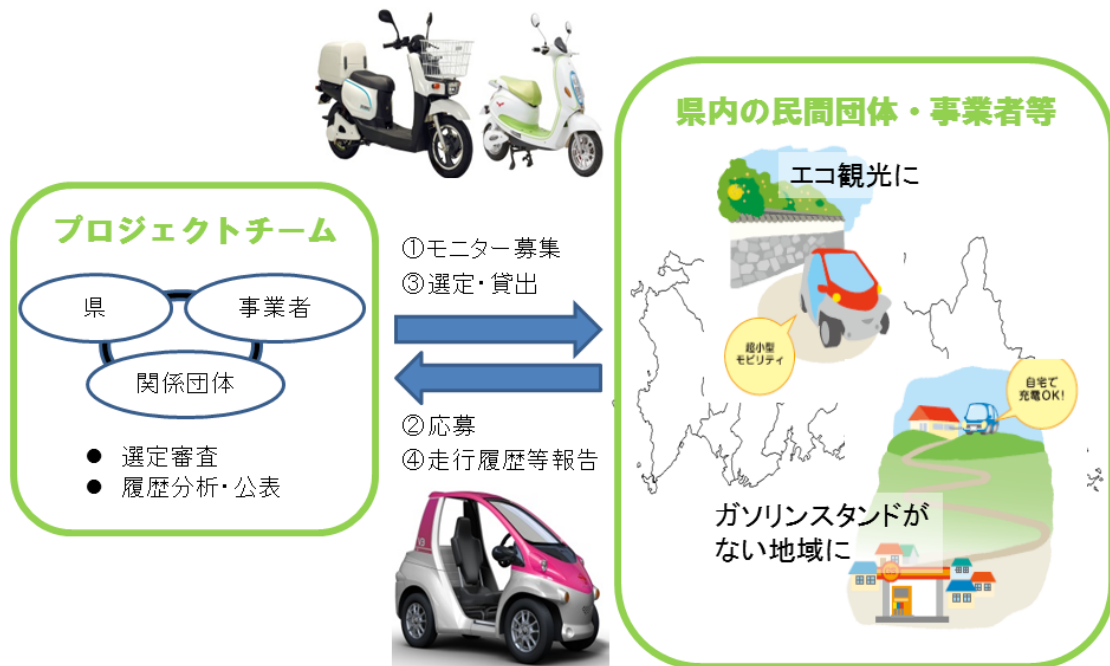 県内の民間団体・事業者等
エコ観光に
プロジェクトチーム
県
事業者
関係団体
● 選定審査
● 履歴分析・公表
①モニター募集
③選定・貸出
②応募
④走行履歴等報告
超小型
モビリティ
自宅で
充電OK!
ガソリンスタンドが
ない地域に